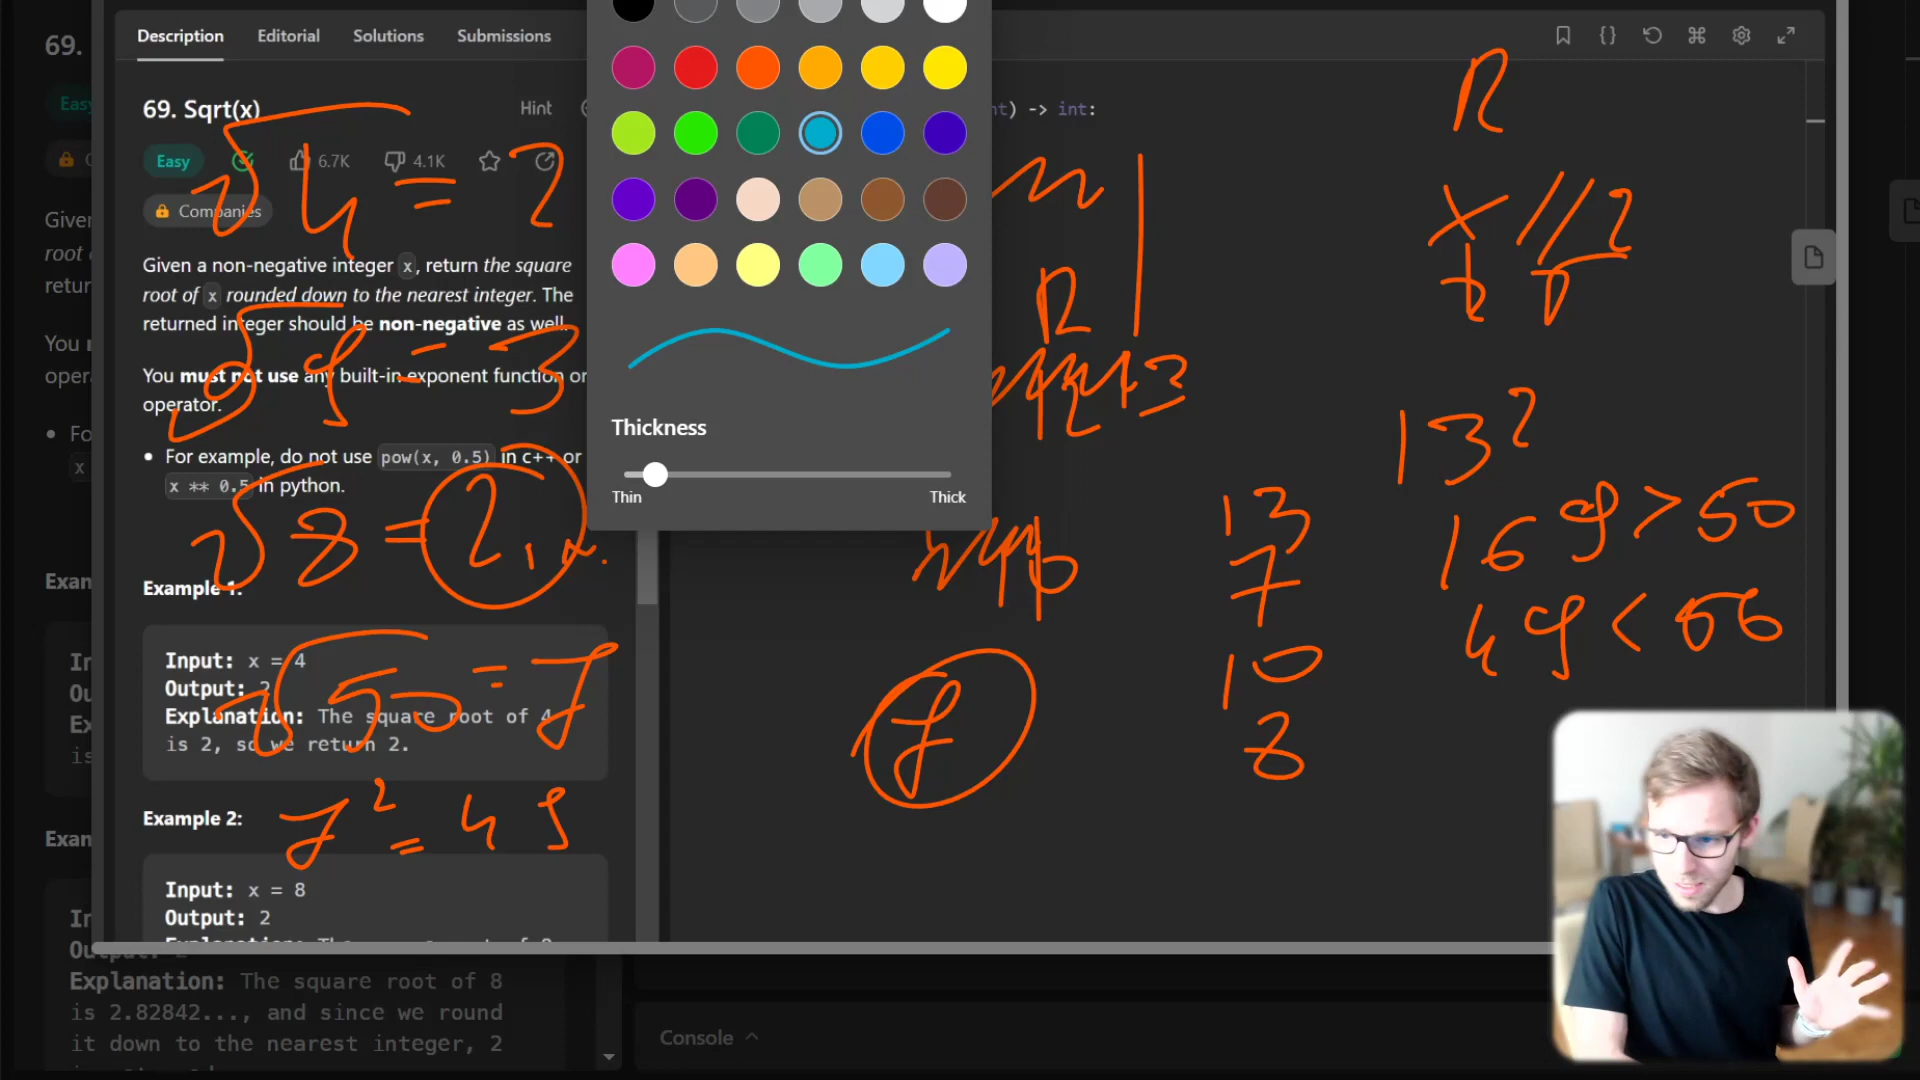 69.
Description Editorial Solutions Submissions
69. Sqrt(x) Hint
Easy 6.7K 4.1K
Companies
Given a non-negative integer x, return the square
root of x rounded down to the nearest integer. The
returned integer should be non-negative as well.
You must not use any built-in exponent function or
operator.
For example, do not use pow(x, 0.5) in c++ or
x ** 0.5 in python.
Example 1:
Input: x = 4
Output: 2
Explanation: The square root of 4
is 2, so we return 2.
Example 2:
Input: x = 8
Output: 2
Explanation: The square root of 8
is 2.82842..., and since we round
it down to the nearest integer, 2
√4 = 2
√9 = 3
√8 = 2,
√50 = 7
7² = 49
Thickness
Thin Thick
) -> int:
R
x//2
R
13²
169 > 50
49 <
13
7
10
8
7
Console